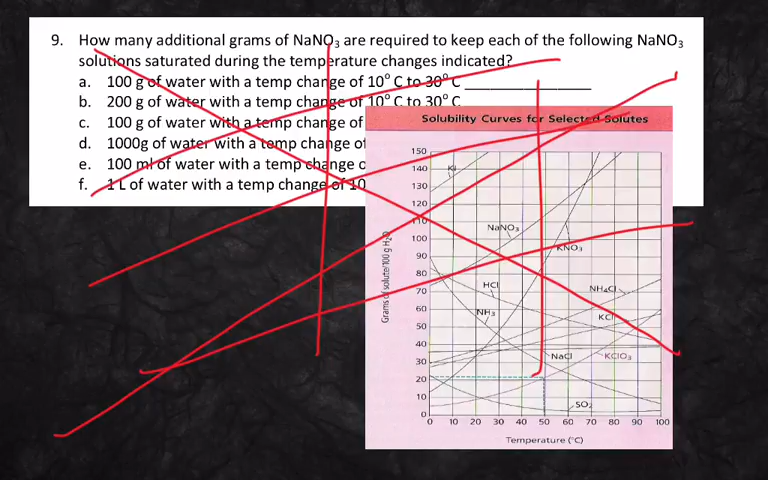 9. How many additional grams of NaNO₃ are required to keep each of the following NaNO₃
solutions saturated during the temperature changes indicated?
a. 100 g of water with a temp change of 10° C to 30° C ____________________
b. 200 g of water with a temp change of 10° C to 30° C
c. 100 g water with a temp change of
d. 1000g of water with a temp change of
e. 100 ml of water with a temp change o
f. 1 L of water with a temp change of 10
Solubility Curves for Selected Solutes
150
140
130
120
110
100
90
80
70
60
50
40
30
20
10
0
Grams of solute/100 g H₂O
KI
NaNO₃
KNO₃
HCl
NH₄Cl
NH₃
KCl
NaCl
KClO₃
SO₂
0 10 20 30 40 50 60 70 80 90 100
Temperature (°C)